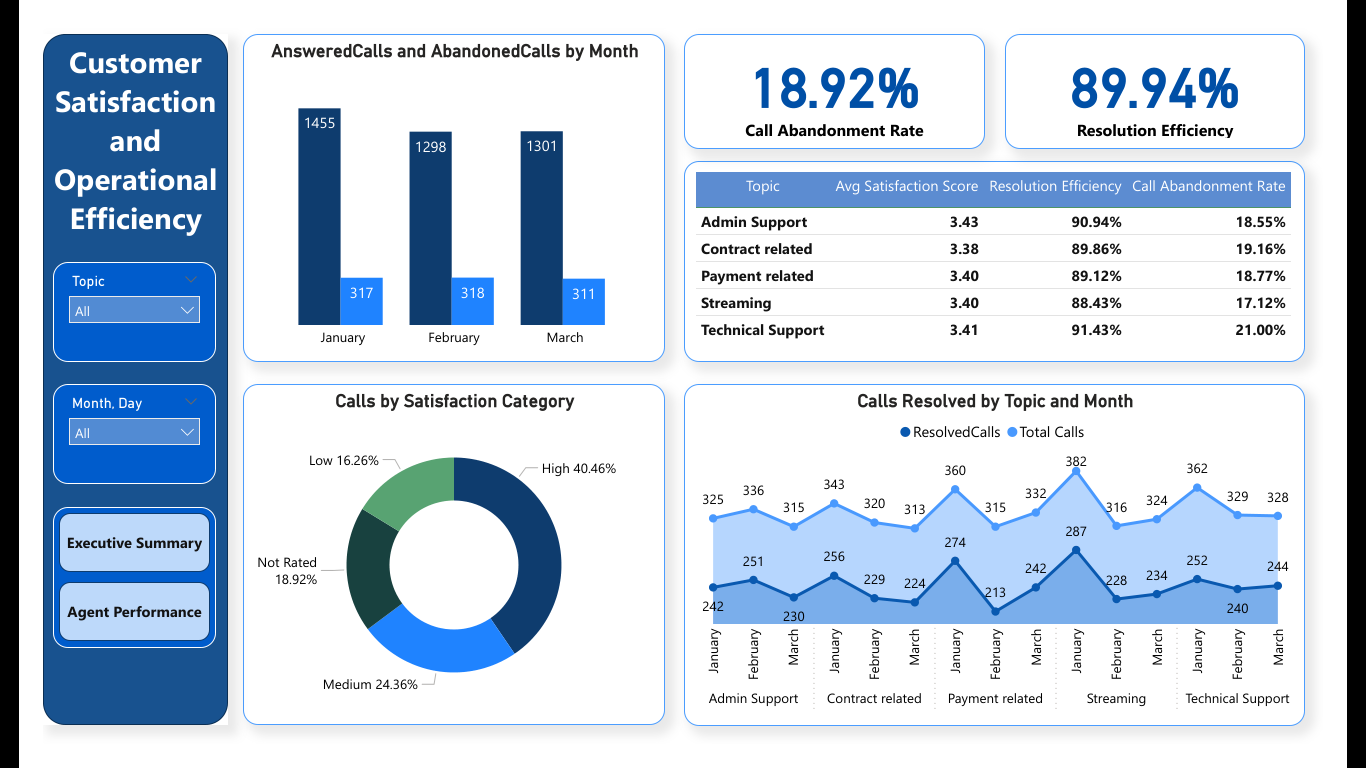 Customer
Satisfaction
and
Operational
Efficiency
Topic
All
Month, Day
All
Executive Summary
Agent Performance
AnsweredCalls and AbandonedCalls by Month
1455
1298
1301
317
318
311
January February March
18.92%
Call Abandonment Rate
89.94%
Resolution Efficiency
Topic Avg Satisfaction Score Resolution Efficiency Call Abandonment Rate
Admin Support 3.43 90.94% 18.55%
Contract related 3.38 89.86% 19.16%
Payment related 3.40 89.12% 18.77%
Streaming 3.40 88.43% 17.12%
Technical Support 3.41 91.43% 21.00%
Calls by Satisfaction Category
Low 16.26%
High 40.46%
Not Rated
18.92%
Medium 24.36%
Calls Resolved by Topic and Month
ResolvedCalls Total Calls
325 336 315 343 320 313 360 315 332 382 316 324 362 329 328
242 251 230 256 229 224 274 213 242 287 228 234 252 240 244
January February March January February March January February March January February March January February March
Admin Support Contract related Payment related Streaming Technical Support